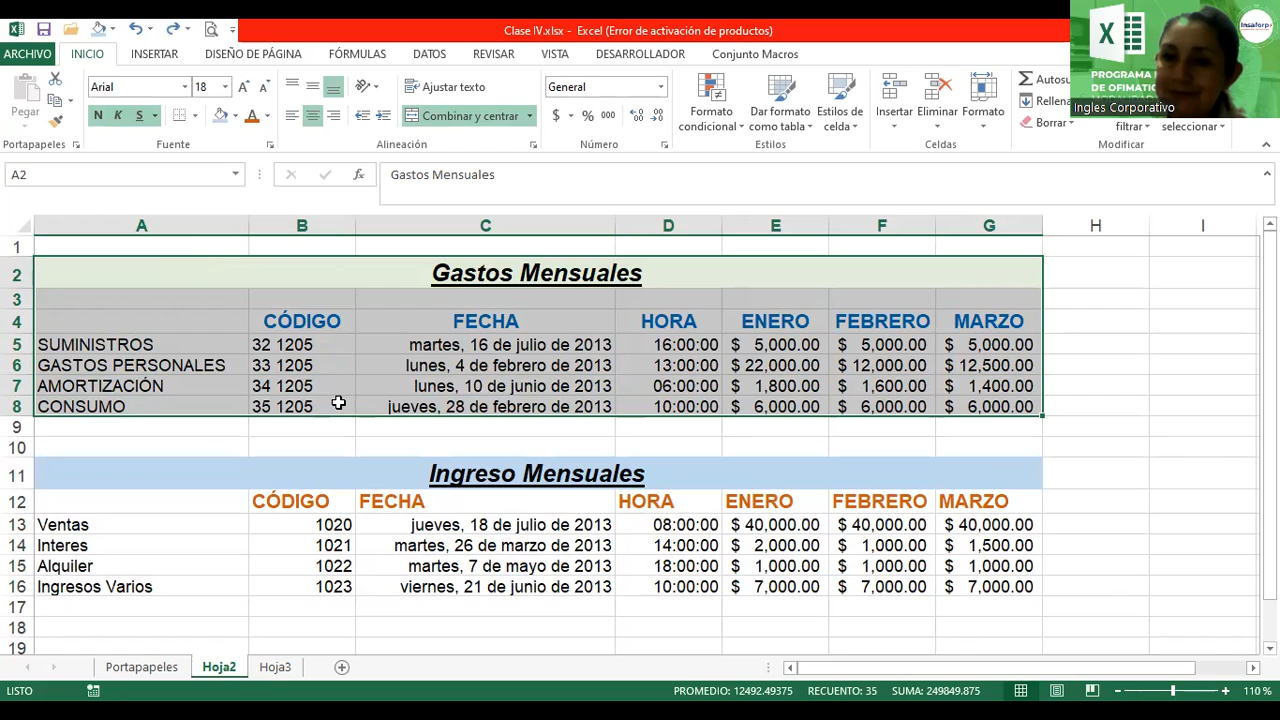 Clase IV.xlsx - Excel (Error de activación de productos)
ARCHIVO INICIO INSERTAR DISEÑO DE PÁGINA FÓRMULAS DATOS REVISAR VISTA DESARROLLADOR Conjunto Macros
Pegar
Arial 18
N K S
Ajustar texto
Combinar y centrar
General
$ % 000
Formato condicional
Dar formato como tabla
Estilos de celda
Insertar
Eliminar
Formato
Autosu
Rellena
Borrar
filtrar
seleccionar
Portapapeles Fuente Alineación Número Estilos Celdas Modificar
Insaforp
PROGRAMA
DE OFIMATIC
Ingles Corporativo
A2 fx Gastos Mensuales
A B C D E F G H I
1
2 Gastos Mensuales
3
4 CÓDIGO FECHA HORA ENERO FEBRERO MARZO
5 SUMINISTROS 32 1205 martes, 16 de julio de 2013 16:00:00 $ 5,000.00 $ 5,000.00 $ 5,000.00
6 GASTOS PERSONALES 33 1205 lunes, 4 de febrero de 2013 13:00:00 $ 22,000.00 $ 12,000.00 $ 12,500.00
7 AMORTIZACIÓN 34 1205 lunes, 10 de junio de 2013 06:00:00 $ 1,800.00 $ 1,600.00 $ 1,400.00
8 CONSUMO 35 1205 jueves, 28 de febrero de 2013 10:00:00 $ 6,000.00 $ 6,000.00 $ 6,000.00
9
10
11 Ingreso Mensuales
12 CÓDIGO FECHA HORA ENERO FEBRERO MARZO
13 Ventas 1020 jueves, 18 de julio de 2013 08:00:00 $ 40,000.00 $ 40,000.00 $ 40,000.00
14 Interes 1021 martes, 26 de marzo de 2013 14:00:00 $ 2,000.00 $ 1,000.00 $ 1,500.00
15 Alquiler 1022 martes, 7 de mayo de 2013 18:00:00 $ 1,000.00 $ 1,000.00 $ 1,000.00
16 Ingresos Varios 1023 viernes, 21 de junio de 2013 10:00:00 $ 7,000.00 $ 7,000.00 $ 7,000.00
17
18
19
Portapapeles Hoja2 Hoja3
LISTO PROMEDIO: 12492.49375 RECUENTO: 35 SUMA: 249849.875 110 %